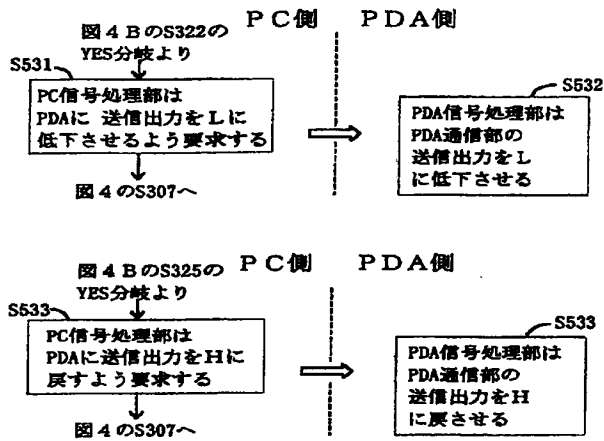 PC側 PDA側
図4BのS322の
YES分岐より
S531
PC信号処理部は
PDAに 送信出力をLに
低下させるよう要求する
S532
PDA信号処理部は
PDA通信部の
送信出力をL
に低下させる
図4のS307へ
PC側 PDA側
図4BのS325の
YES分岐より
S533
PC信号処理部は
PDAに送信出力をHに
戻すよう要求する
S533
PDA信号処理部は
PDA通信部の
送信出力をH
に戻させる
図4のS307へ